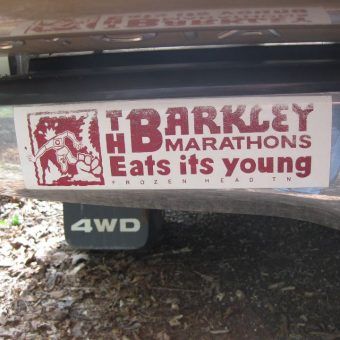 THE BARKLEY
MARATHONS
Eats its young
FROZEN HEAD TN
4WD